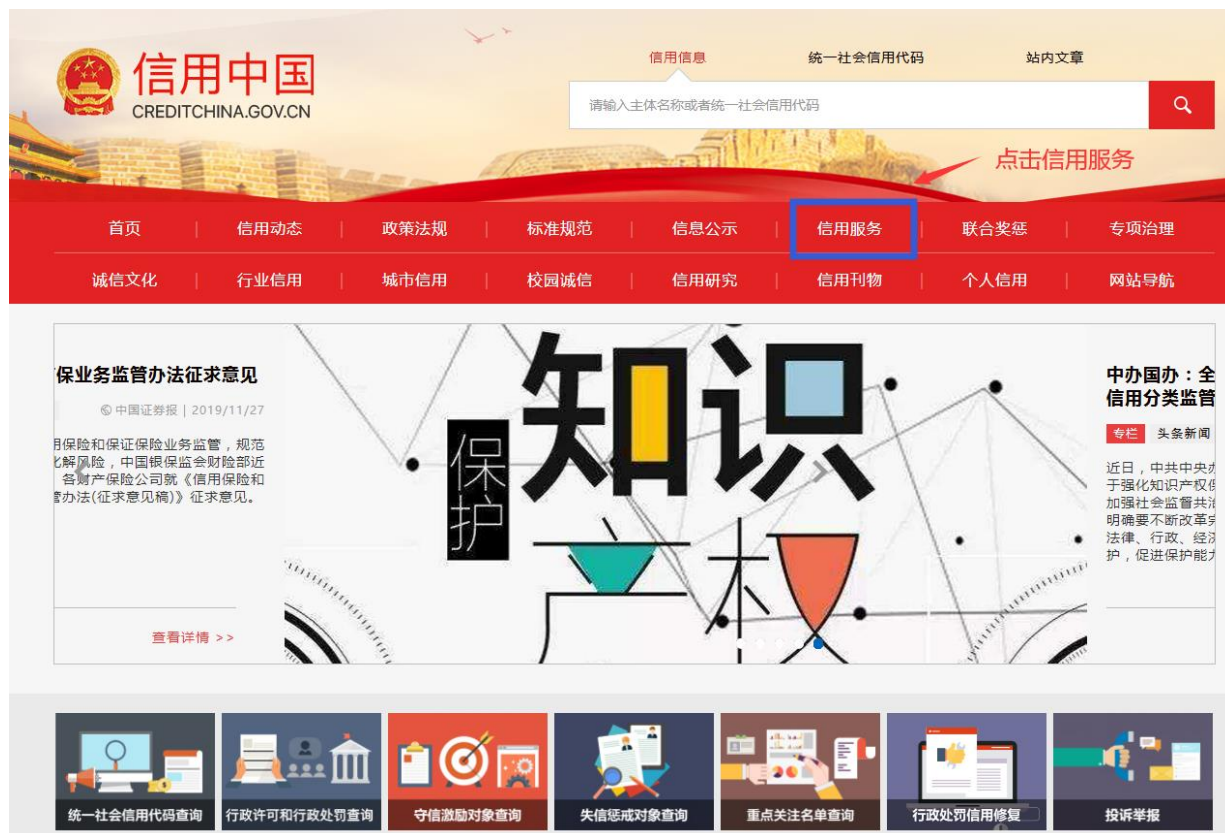 信用中国
CREDITCHINA.GOV.CN
信用信息
统一社会信用代码
站内文章
请输入主体名称或者统一社会信用代码
点击信用服务
首页
信用动态
政策法规
标准规范
信息公示
信用服务
联合奖惩
专项治理
诚信文化
行业信用
城市信用
校园诚信
信用研究
信用刊物
个人信用
网站导航
保业务监管办法征求意见
中国证券报 | 2019/11/27
用保险和保证保险业务监管，规范
化解风险，中国银保监会财险部近
各财产保险公司就《信用保险和
管办法(征求意见稿)》征求意见。
查看详情 >>
知识
保护
产权
中办国办：全
信用分类监管
专栏 头条新闻
近日，中共中央办
于强化知识产权保
加强社会监督共治
明确要不断改革完
法律、行政、经济
护，促进保护能力
统一社会信用代码查询
行政许可和行政处罚查询
守信激励对象查询
失信惩戒对象查询
重点关注名单查询
行政处罚信用修复
投诉举报